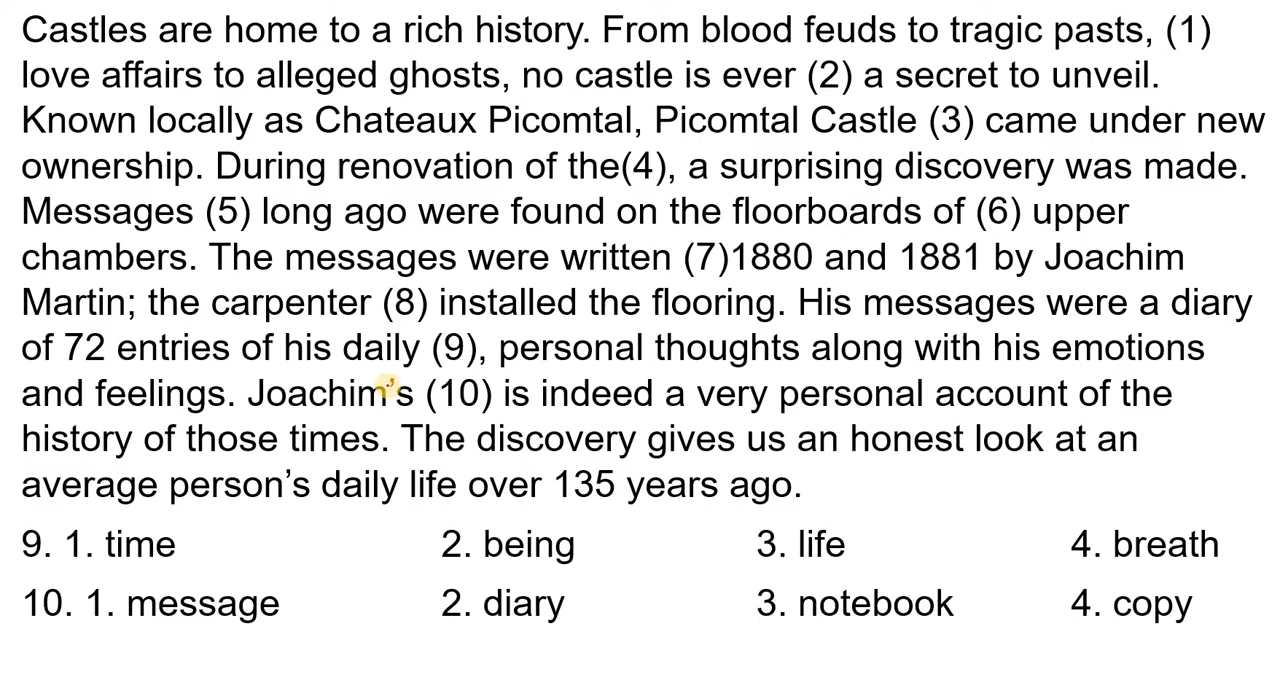 Castles are home to a rich history. From blood feuds to tragic pasts, (1)
love affairs to alleged ghosts, no castle is ever (2) a secret to unveil.
Known locally as Chateaux Picomtal, Picomtal Castle (3) came under new
ownership. During renovation of the(4), a surprising discovery was made.
Messages (5) long ago were found on the floorboards of (6) upper
chambers. The messages were written (7)1880 and 1881 by Joachim
Martin; the carpenter (8) installed the flooring. His messages were a diary
of 72 entries of his daily (9), personal thoughts along with his emotions
and feelings. Joachim’s (10) is indeed a very personal account of the
history of those times. The discovery gives us an honest look at an
average person’s daily life over 135 years ago.
9. 1. time 2. being 3. life 4. breath
10. 1. message 2. diary 3. notebook 4. copy